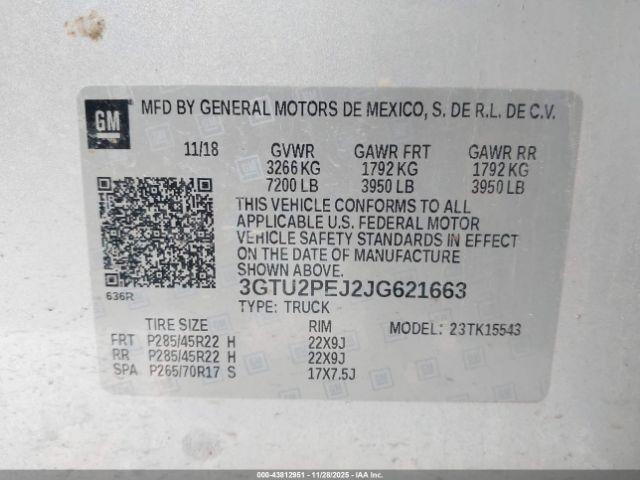 GM
MFD BY GENERAL MOTORS DE MEXICO, S. DE R.L. DE C.V.
11/18 GVWR GAWR FRT GAWR RR
3266 KG 1792 KG 1792 KG
7200 LB 3950 LB 3950 LB
THIS VEHICLE CONFORMS TO ALL
APPLICABLE U.S. FEDERAL MOTOR
VEHICLE SAFETY STANDARDS IN EFFECT
ON THE DATE OF MANUFACTURE
SHOWN ABOVE.
636R
3GTU2PEJ2JG621663
TYPE: TRUCK
TIRE SIZE RIM MODEL: 23TK15543
FRT P285/45R22 H 22X9J
RR P285/45R22 H 22X9J
SPA P265/70R17 S 17X7.5J
000-43812951 - 11/28/2025 - IAA, Inc.